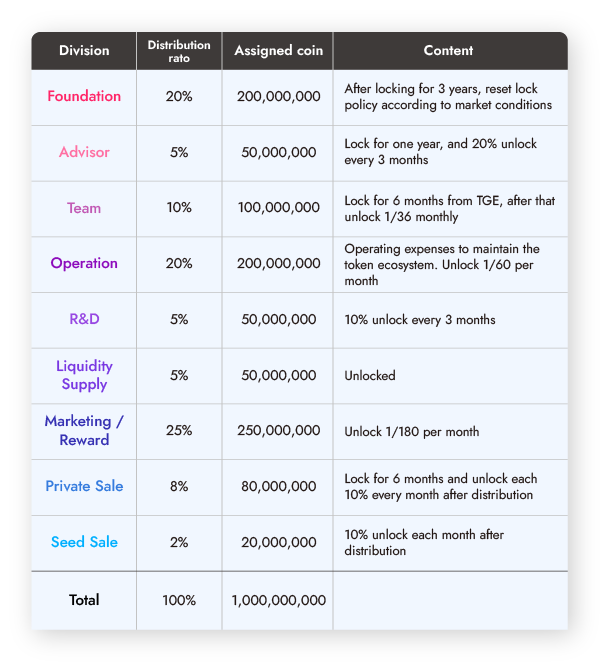 Division
Distribution
rato
Assigned coin
Content
Foundation
20%
200,000,000
After locking for 3 years, reset lock
policy according to market conditions
Advisor
5%
50,000,000
Lock for one year, and 20% unlock
every 3 months
Team
10%
100,000,000
Lock for 6 months from TGE, after that
unlock 1/36 monthly
Operation
20%
200,000,000
Operating expenses to maintain the
token ecosystem. Unlock 1/60 per
month
R&D
5%
50,000,000
10% unlock every 3 months
Liquidity
Supply
5%
50,000,000
Unlocked
Marketing /
Reward
25%
250,000,000
Unlock 1/180 per month
Private Sale
8%
80,000,000
Lock for 6 months and unlock each
10% every month after distribution
Seed Sale
2%
20,000,000
10% unlock each month after
distribution
Total
100%
1,000,000,000